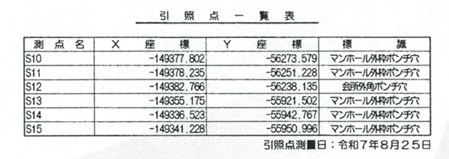 引照点一覧表
測点名 X 座標 Y 座標 標識
S10 -149377.802 -56273.579 マンホール外枠ポンチ穴
S11 -149378.235 -56251.228 マンホール外枠ポンチ穴
S12 -149382.766 -56238.135 会所外角ポンチ穴
S13 -149355.175 -55921.502 マンホール外枠ポンチ穴
S14 -149336.523 -55942.767 マンホール外枠ポンチ穴
S15 -149341.228 -55950.996 マンホール外枠ポンチ穴
引照点測量日：令和7年8月25日